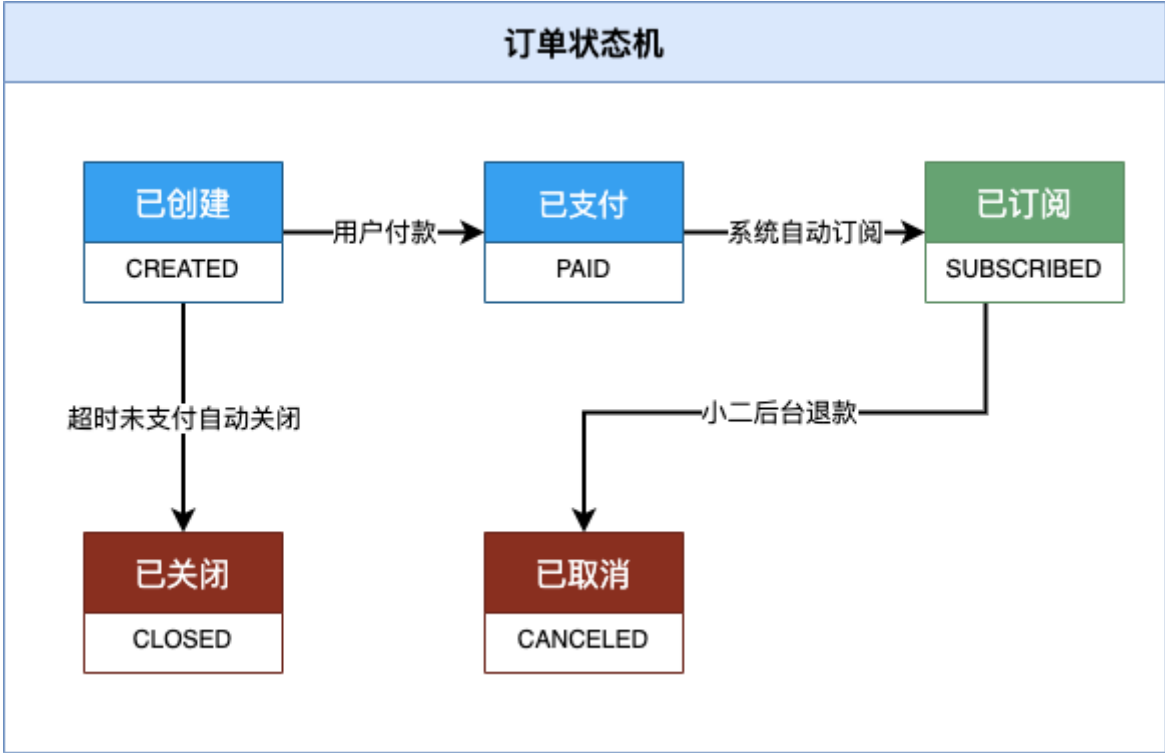 订单状态机
已创建
CREATED
用户付款
已支付
PAID
系统自动订阅
已订阅
SUBSCRIBED
超时未支付自动关闭
小二后台退款
已关闭
CLOSED
已取消
CANCELED